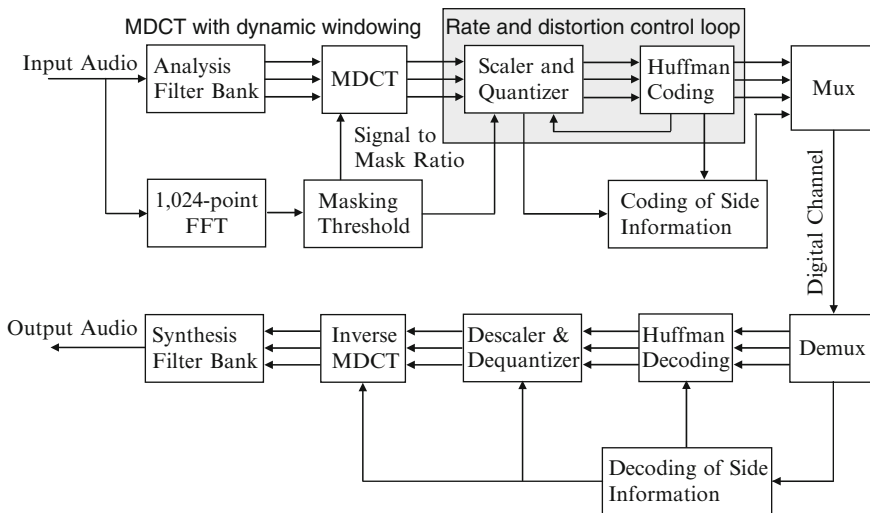 MDCT with dynamic windowing
Rate and distortion control loop
Input Audio
Analysis
Filter Bank
MDCT
Scaler and
Quantizer
Huffman
Coding
Mux
Signal to
Mask Ratio
1,024-point
FFT
Masking
Threshold
Coding of Side
Information
Digital Channel
Output Audio
Synthesis
Filter Bank
Inverse
MDCT
Descaler &
Dequantizer
Huffman
Decoding
Demux
Decoding of Side
Information